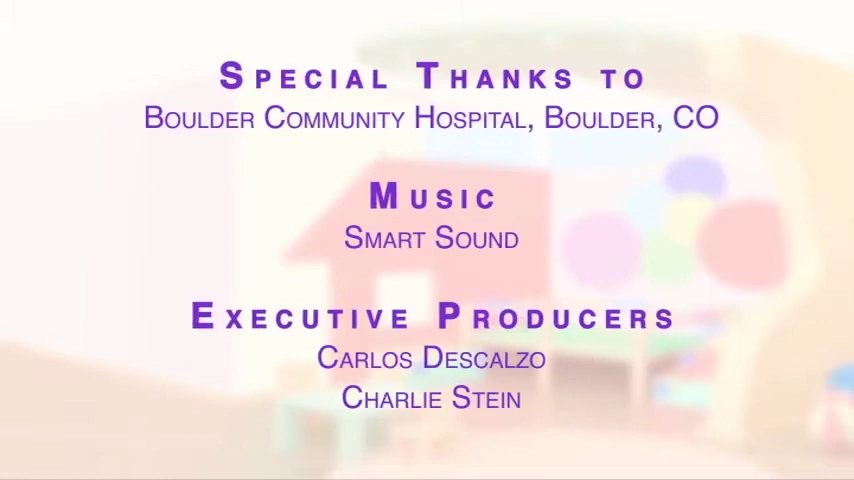 Special Thanks to
Boulder Community Hospital, Boulder, CO
Music
Smart Sound
Executive Producers
Carlos Descalzo
Charlie Stein